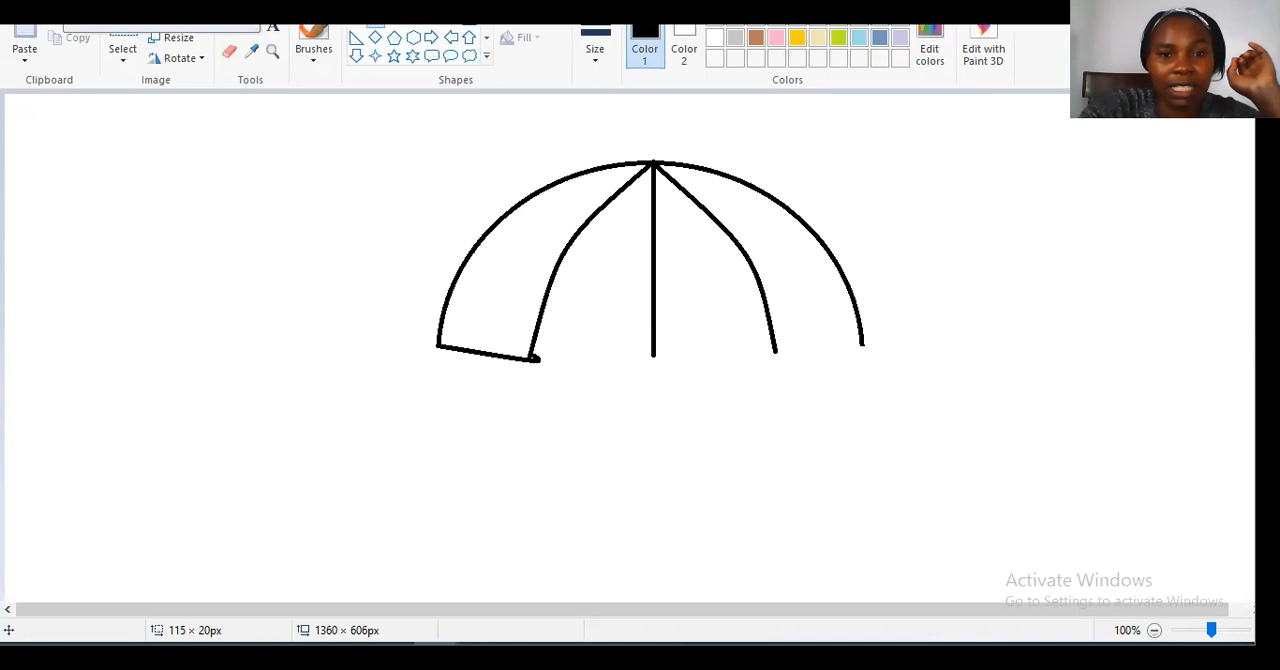 Paste
Copy
Select
Resize
Rotate
A
Brushes
Fill
Size
Color 1
Color 2
Edit colors
Edit with Paint 3D
Clipboard
Image
Tools
Shapes
Colors
Activate Windows
Go to Settings to activate Windows.
115 × 20px
1360 × 606px
100%